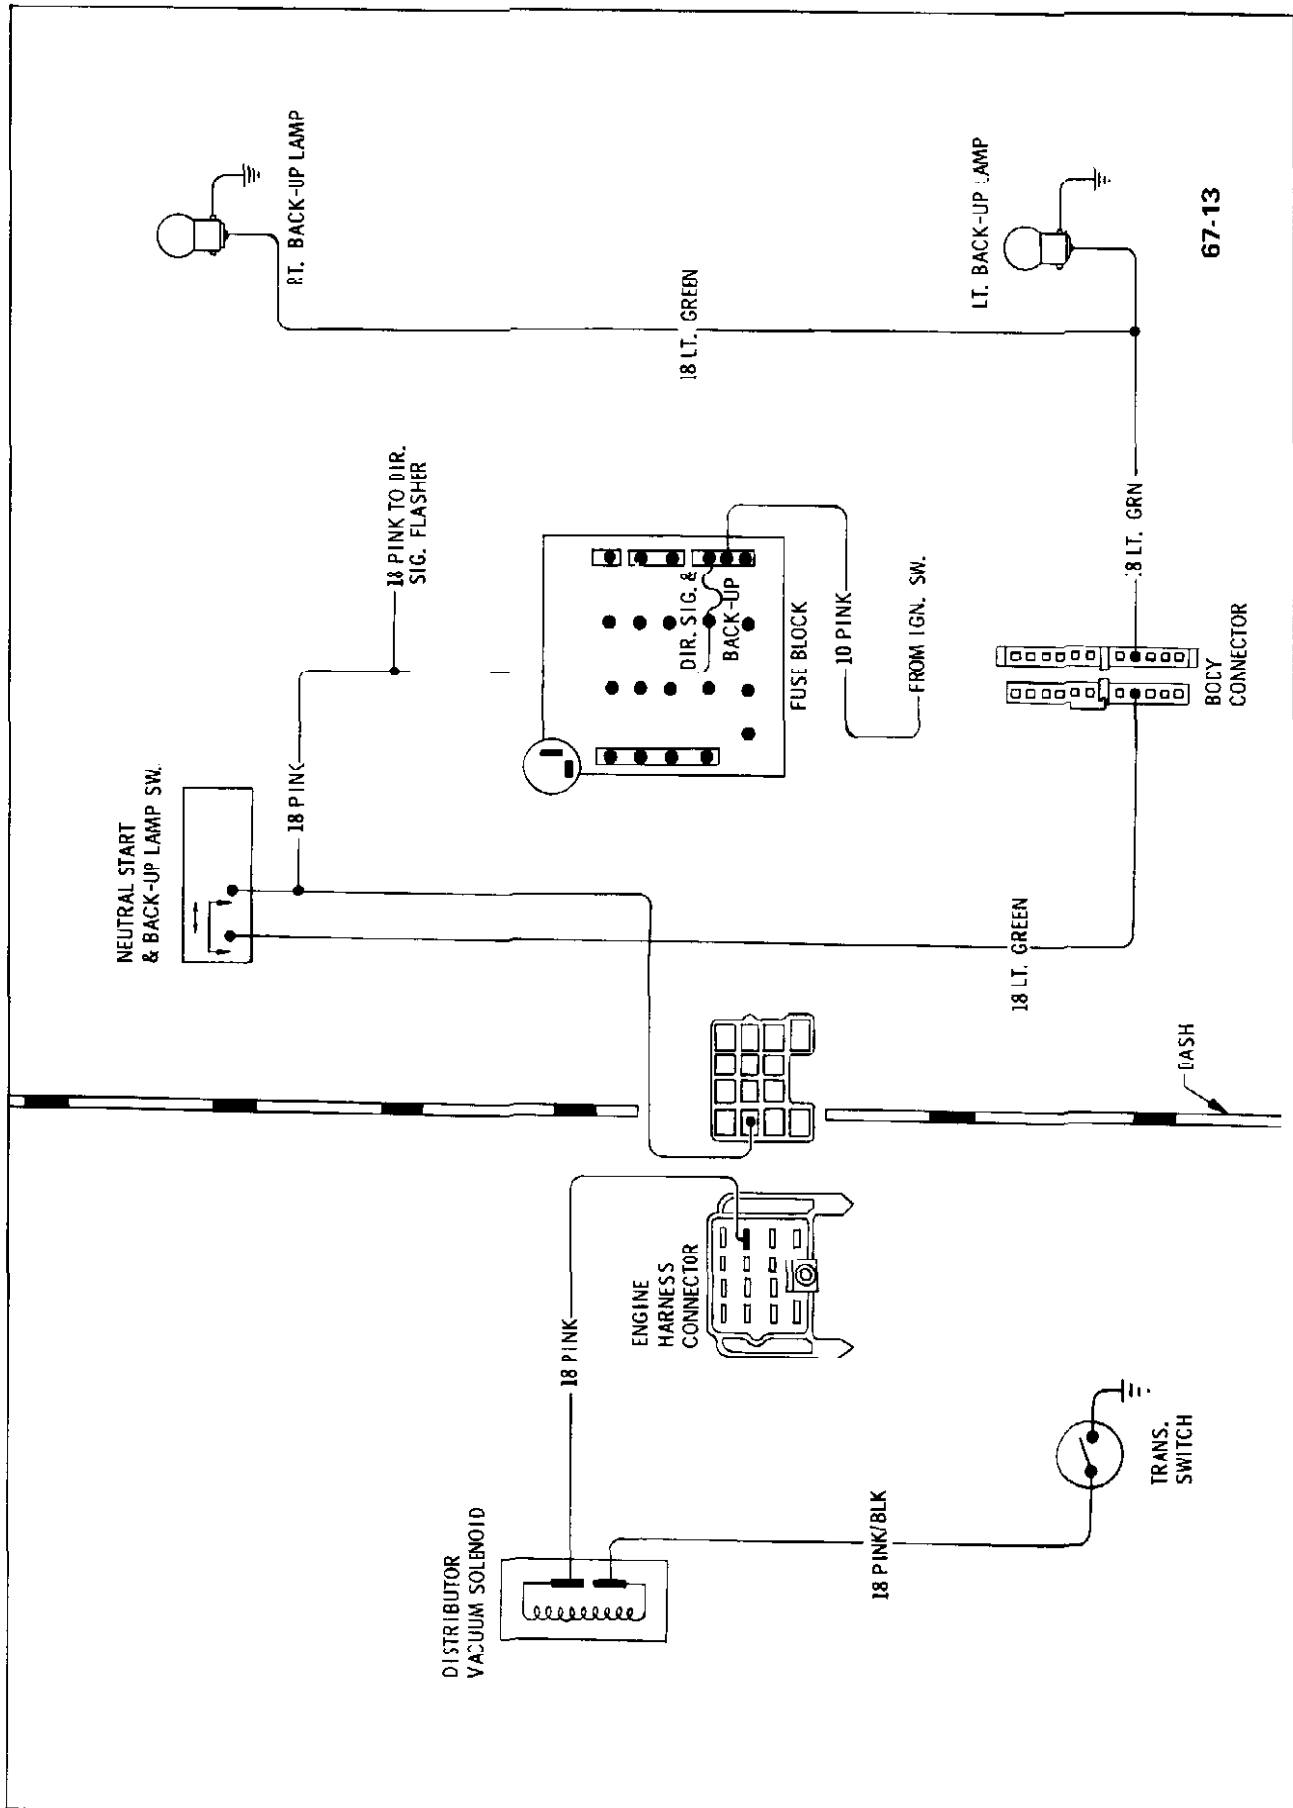 NEUTRAL START
& BACK-UP LAMP SW.
18 PINK
18 PINK TO DIR.
SIG. FLASHER
RT. BACK-UP LAMP
DISTRIBUTOR
VACUUM SOLENOID
18 PINK
ENGINE
HARNESS
CONNECTOR
DIR. SIG. &
BACK-UP
FUSE BLOCK
10 PINK
FROM IGN. SW.
18 LT. GREEN
18 PINK/BLK
TRANS.
SWITCH
DASH
18 LT. GREEN
BODY
CONNECTOR
18 LT. GRN
LT. BACK-UP LAMP
67-13